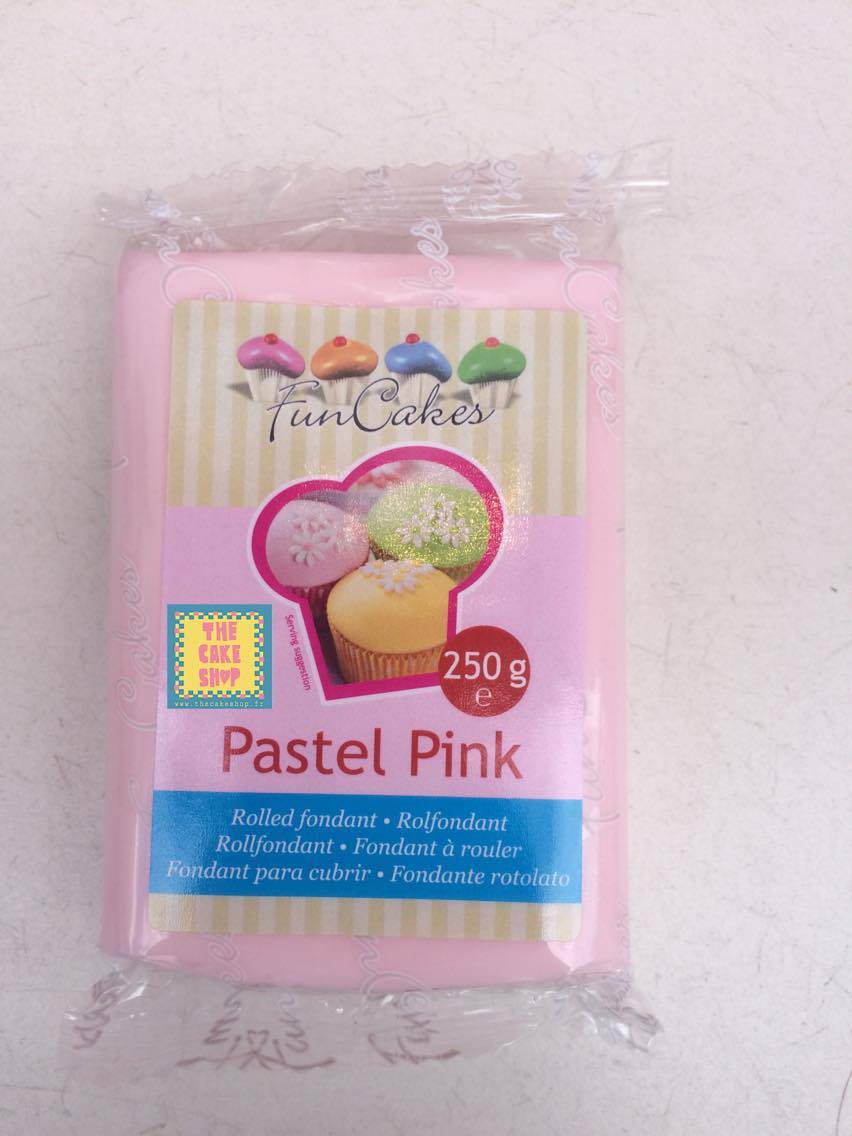 FunCakes
Serving suggestion
THE
CAKE
SHOP
www.thecakeshop.fr
250 g
e
Pastel Pink
Rolled fondant • Rolfondant
Rollfondant • Fondant à rouler
Fondant para cubrir • Fondante rotolato